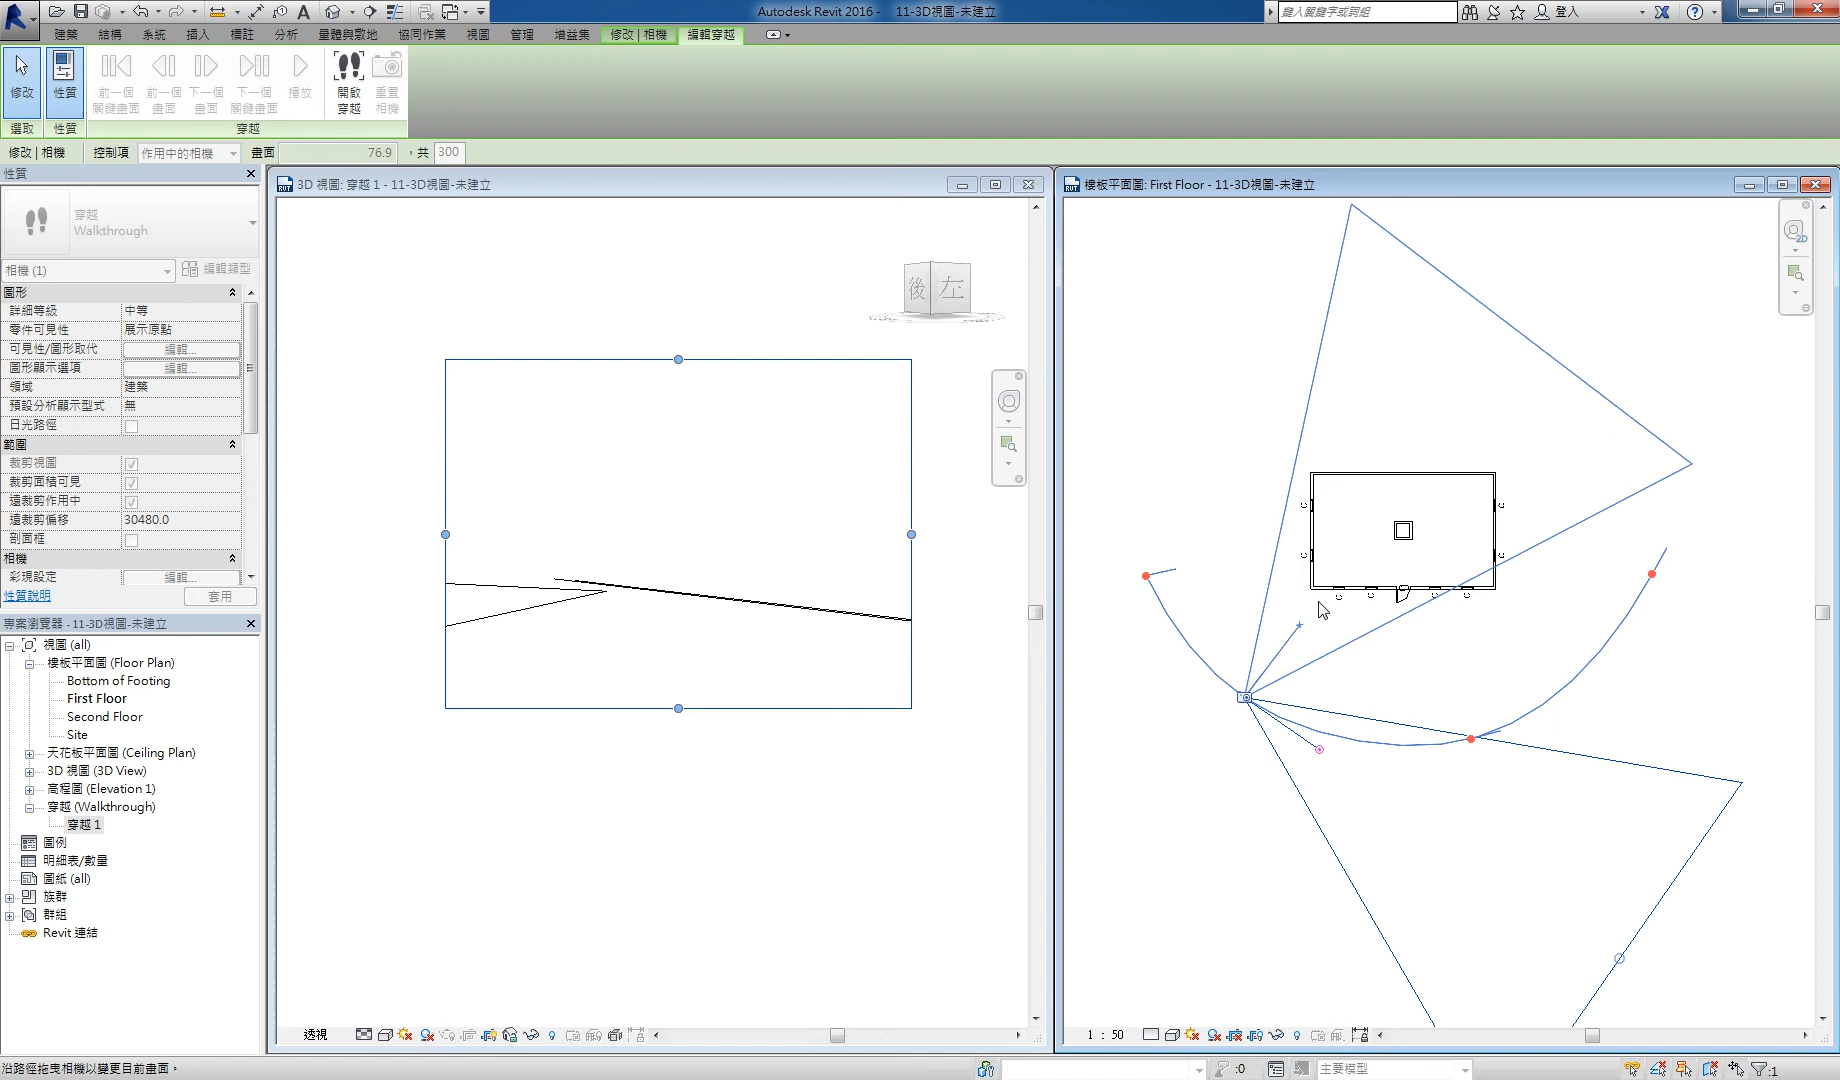 Autodesk Revit 2016 -   11-3D視圖-未建立
鍵入關鍵字或詞組
登入
建築 結構 系統 插入 標註 分析 量體與敷地 協同作業 視圖 管理 增益集 修改 | 相機 編輯穿越
修改 性質 前一個關鍵畫面 前一個畫面 下一個畫面 下一個關鍵畫面 播放 開啟穿越 重置相機
選取 性質 穿越
修改 | 相機 控制項 作用中的相機 畫面 76.9 ，共 300
性質
穿越
Walkthrough
相機 (1) 編輯類型
圖形
詳細等級 中等
零件可見性 展示原點
可見性/圖形取代 編輯...
圖形顯示選項 編輯...
領域 建築
預設分析顯示型式 無
日光路徑
範圍
裁剪視圖
裁剪面積可見
遠裁剪作用中
遠裁剪偏移 30480.0
剖面框
相機
彩現設定 編輯...
性質說明 套用
專案瀏覽器 - 11-3D視圖-未建立
視圖 (all)
樓板平面圖 (Floor Plan)
Bottom of Footing
First Floor
Second Floor
Site
天花板平面圖 (Ceiling Plan)
3D 視圖 (3D View)
高程圖 (Elevation 1)
穿越 (Walkthrough)
穿越 1
圖例
明細表/數量
圖紙 (all)
族群
群組
Revit 連結
3D 視圖: 穿越 1 - 11-3D視圖-未建立
後 左
透視
樓板平面圖: First Floor - 11-3D視圖-未建立
2D
1 : 50
沿路徑拖曳相機以變更目前畫面。
:0
主要模型
:1